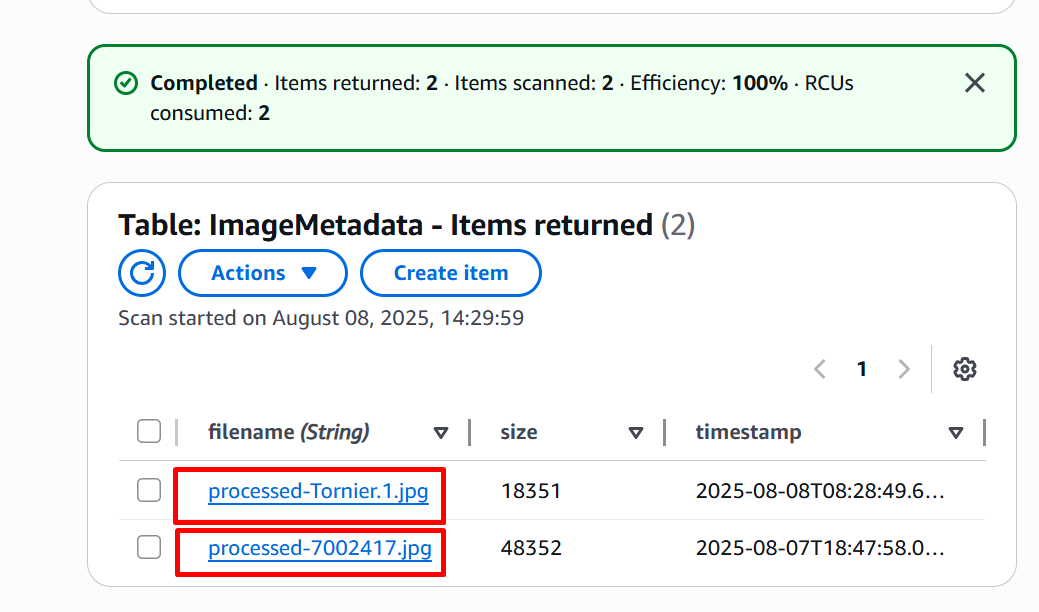 Completed · Items returned: 2 · Items scanned: 2 · Efficiency: 100% · RCUs
consumed: 2
Table: ImageMetadata - Items returned (2)
Actions
Create item
Scan started on August 08, 2025, 14:29:59
1
filename (String) size timestamp
processed-Tornier.1.jpg 18351 2025-08-08T08:28:49.6...
processed-7002417.jpg 48352 2025-08-07T18:47:58.0...